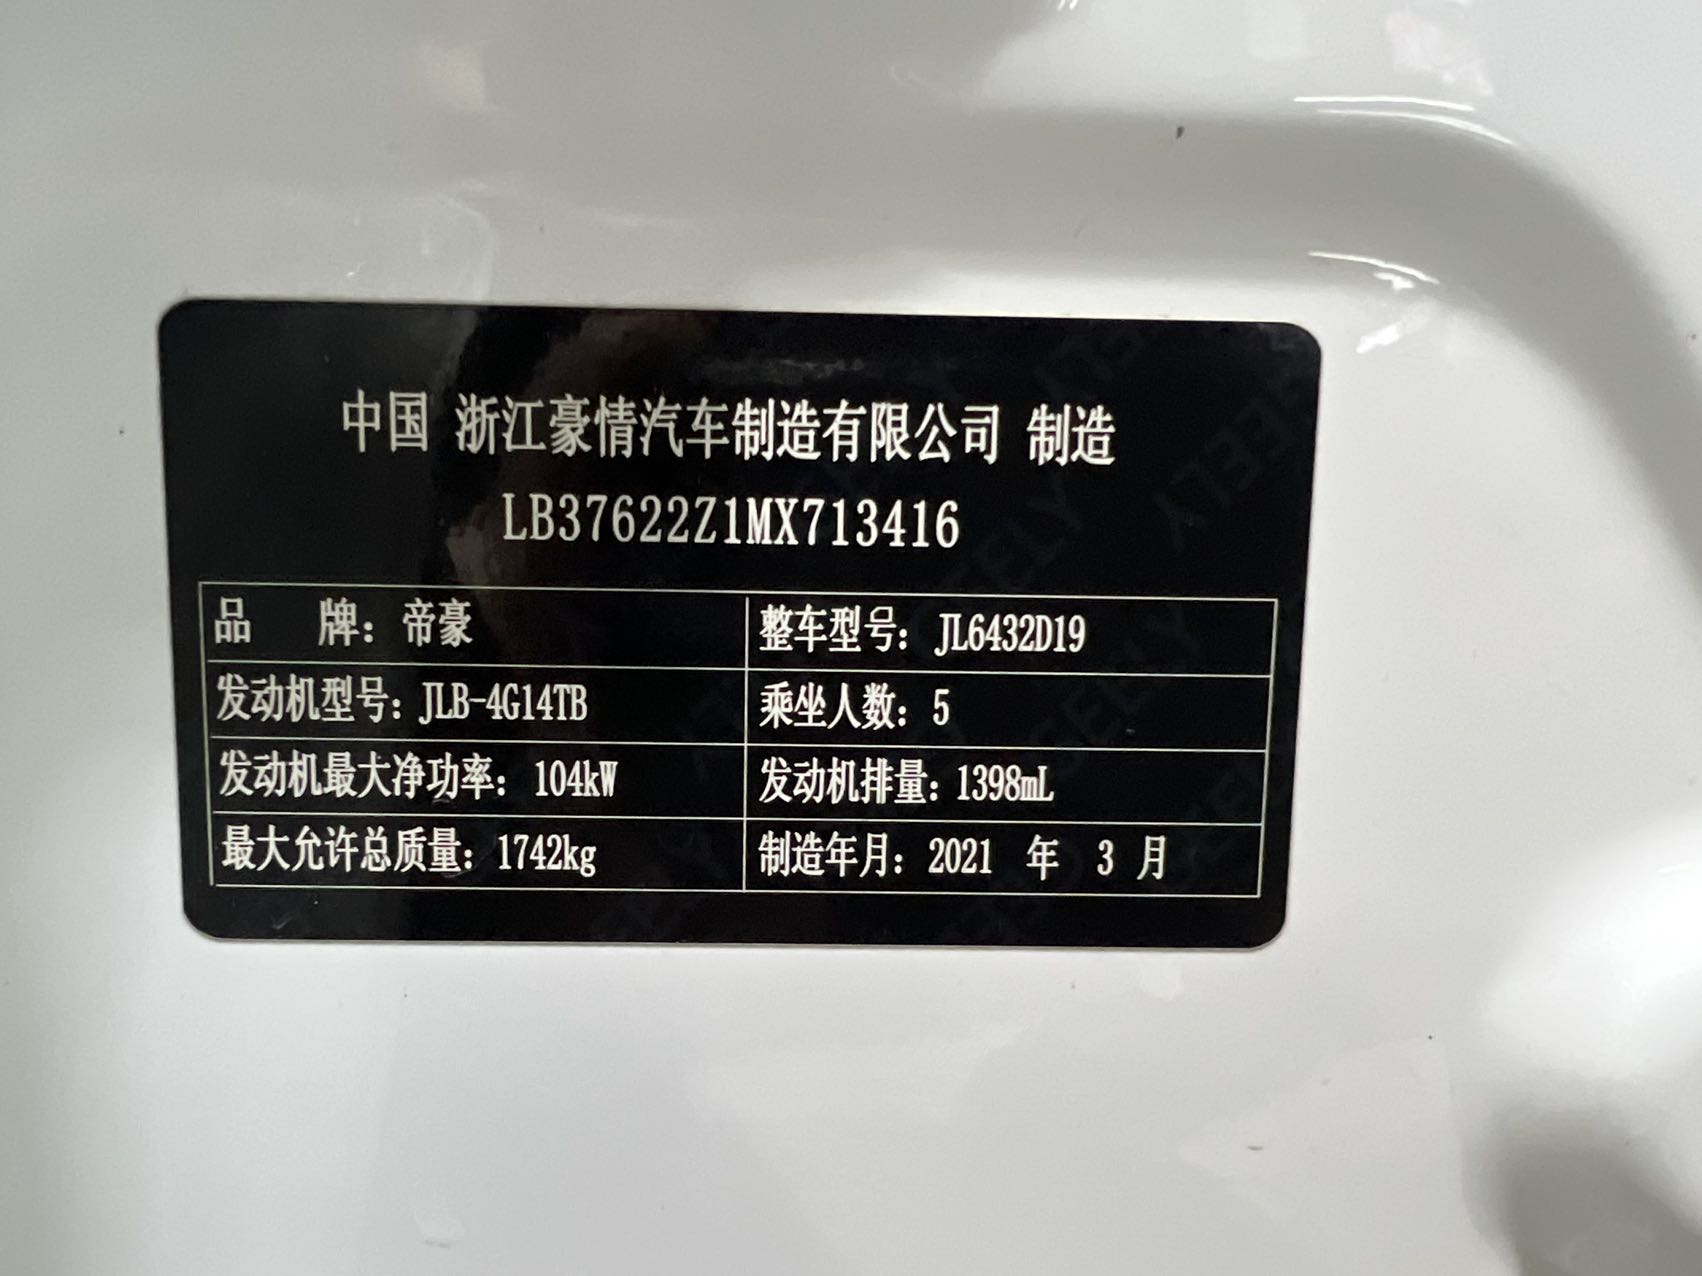 中国 浙江豪情汽车制造有限公司 制造
LB37622Z1MX713416
品 牌：帝豪 整车型号：JL6432D19
发动机型号：JLB-4G14TB 乘坐人数：5
发动机最大净功率：104kW 发动机排量：1398mL
最大允许总质量：1742kg 制造年月：2021 年 3 月
GEELY
GEELY
GEELY